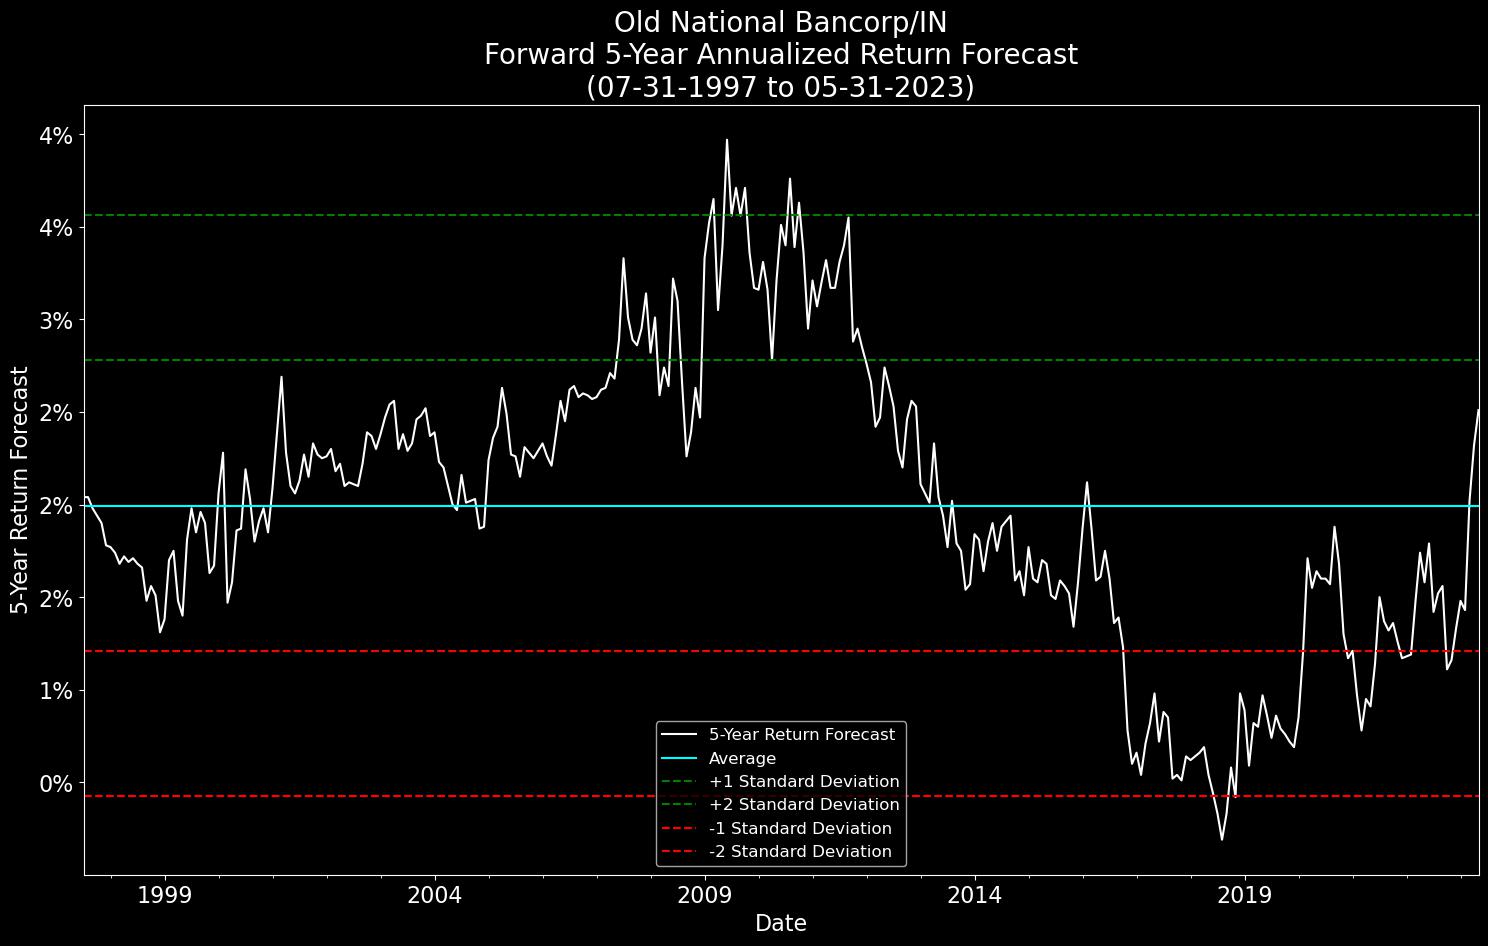 Old National Bancorp/IN
Forward 5-Year Annualized Return Forecast
(07-31-1997 to 05-31-2023)
5-Year Return Forecast
4%
4%
3%
2%
2%
2%
1%
0%
5-Year Return Forecast
Average
+1 Standard Deviation
+2 Standard Deviation
-1 Standard Deviation
-2 Standard Deviation
1999 2004 2009 2014 2019
Date